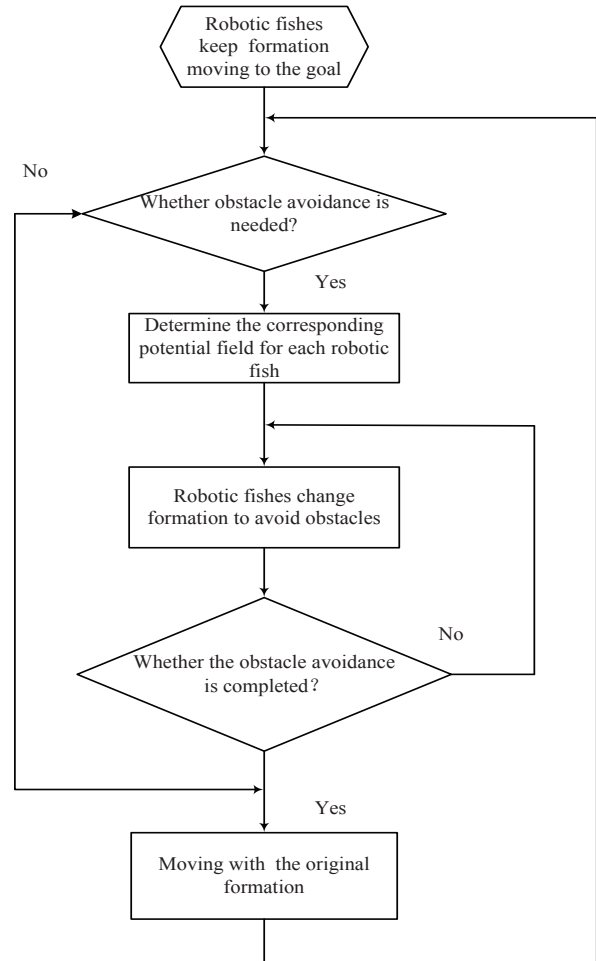 Robotic fishes
keep formation
moving to the goal
No
Whether obstacle avoidance is
needed?
Yes
Determine the corresponding
potential field for each robotic
fish
Robotic fishes change
formation to avoid obstacles
No
Whether the obstacle avoidance
is completed?
Yes
Moving with the original
formation